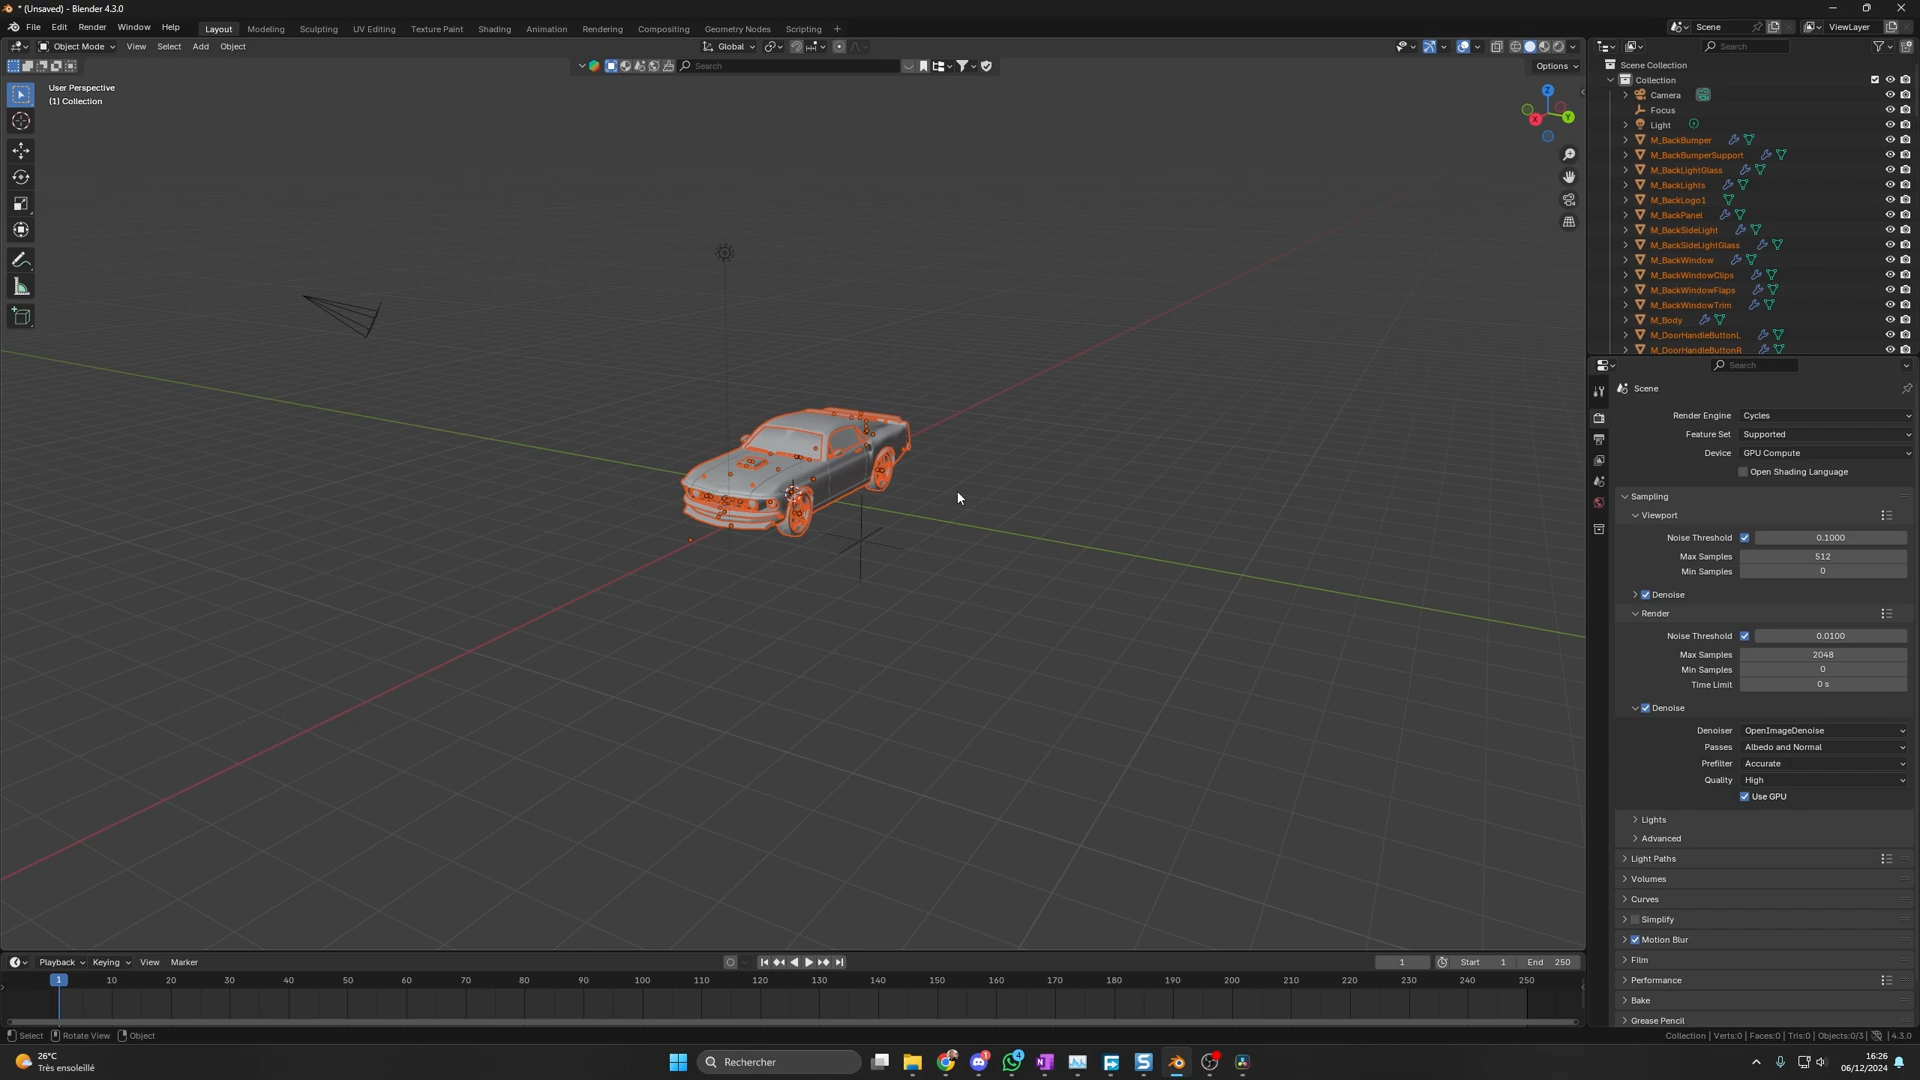 * (Unsaved) - Blender 4.3.0
File Edit Render Window Help Layout Modeling Sculpting UV Editing Texture Paint Shading Animation Rendering Compositing Geometry Nodes Scripting + Scene ViewLayer
Object Mode View Select Add Object Global Search
Search Options
User Perspective
(1) Collection
Z
Y
X
Scene Collection
Collection
Camera
Focus
Light
M_BackBumper
M_BackBumperSupport
M_BackLightGlass
M_BackLights
M_BackLogo1
M_BackPanel
M_BackSideLight
M_BackSideLightGlass
M_BackWindow
M_BackWindowClips
M_BackWindowFlaps
M_BackWindowTrim
M_Body
M_DoorHandleButtonL
M_DoorHandleButtonR
Search
Scene
Render Engine Cycles
Feature Set Supported
Device GPU Compute
Open Shading Language
Sampling
Viewport
Noise Threshold 0.1000
Max Samples 512
Min Samples 0
Denoise
Render
Noise Threshold 0.0100
Max Samples 2048
Min Samples 0
Time Limit 0 s
Denoise
Denoiser OpenImageDenoise
Passes Albedo and Normal
Prefilter Accurate
Quality High
Use GPU
Lights
Advanced
Light Paths
Volumes
Curves
Simplify
Motion Blur
Film
Performance
Bake
Grease Pencil
Playback Keying View Marker 1 Start 1 End 250
1 10 20 30 40 50 60 70 80 90 100 110 120 130 140 150 160 170 180 190 200 210 220 230 240 250
Select Rotate View Object Collection | Verts:0 | Faces:0 | Tris:0 | Objects:0/3 | 4.3.0
26°C
Très ensoleillé
Rechercher
1
4
16:26
06/12/2024